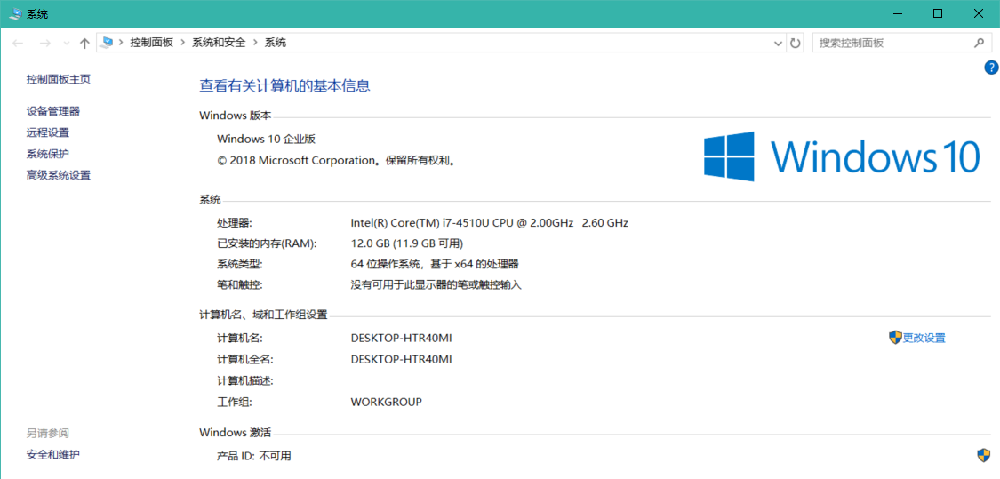 系统
控制面板 系统和安全 系统
搜索控制面板
?
控制面板主页
设备管理器
远程设置
系统保护
高级系统设置
另请参阅
安全和维护
查看有关计算机的基本信息
Windows 版本
Windows 10 企业版
© 2018 Microsoft Corporation。保留所有权利。
Windows 10
系统
处理器: Intel(R) Core(TM) i7-4510U CPU @ 2.00GHz 2.60 GHz
已安装的内存(RAM): 12.0 GB (11.9 GB 可用)
系统类型: 64 位操作系统，基于 x64 的处理器
笔和触控: 没有可用于此显示器的笔或触控输入
计算机名、域和工作组设置
计算机名: DESKTOP-HTR40MI 更改设置
计算机全名: DESKTOP-HTR40MI
计算机描述:
工作组: WORKGROUP
Windows 激活
产品 ID: 不可用